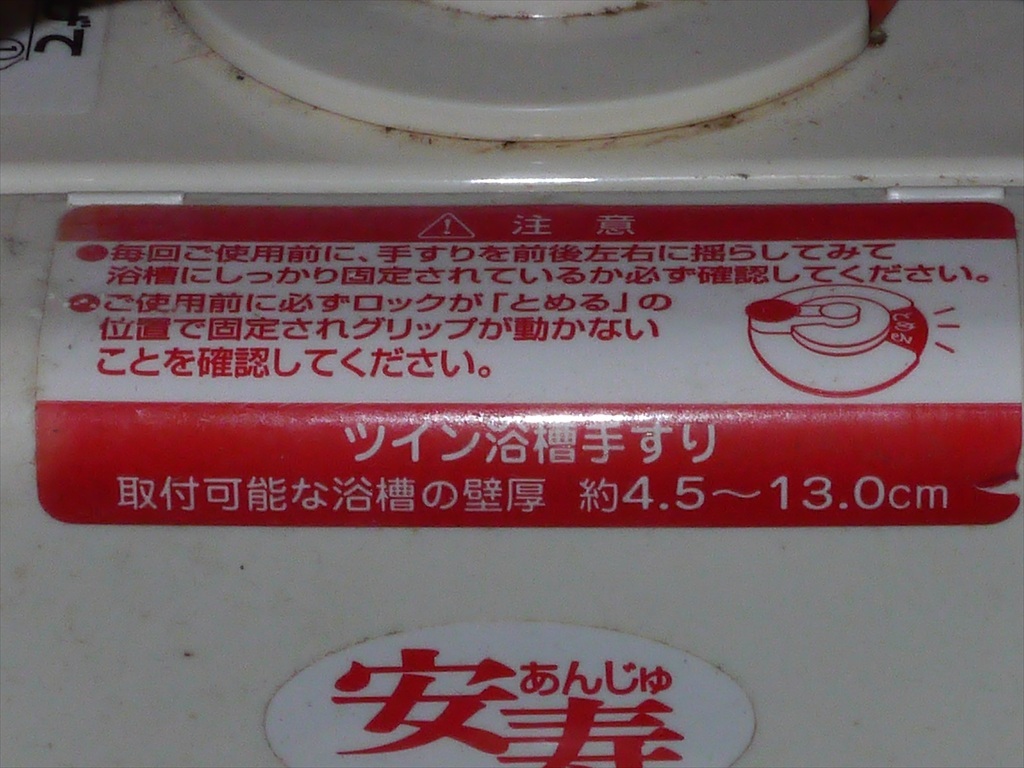 2.
注意
●毎回ご使用前に、手すりを前後左右に揺らしてみて
浴槽にしっかり固定されているか必ず確認してください。
●ご使用前に必ずロックが「とめる」の
位置で固定されグリップが動かない
ことを確認してください。
とめる
ツイン浴槽手すり
取付可能な浴槽の壁厚 約4.5～13.0cm
あんじゅ
安寿